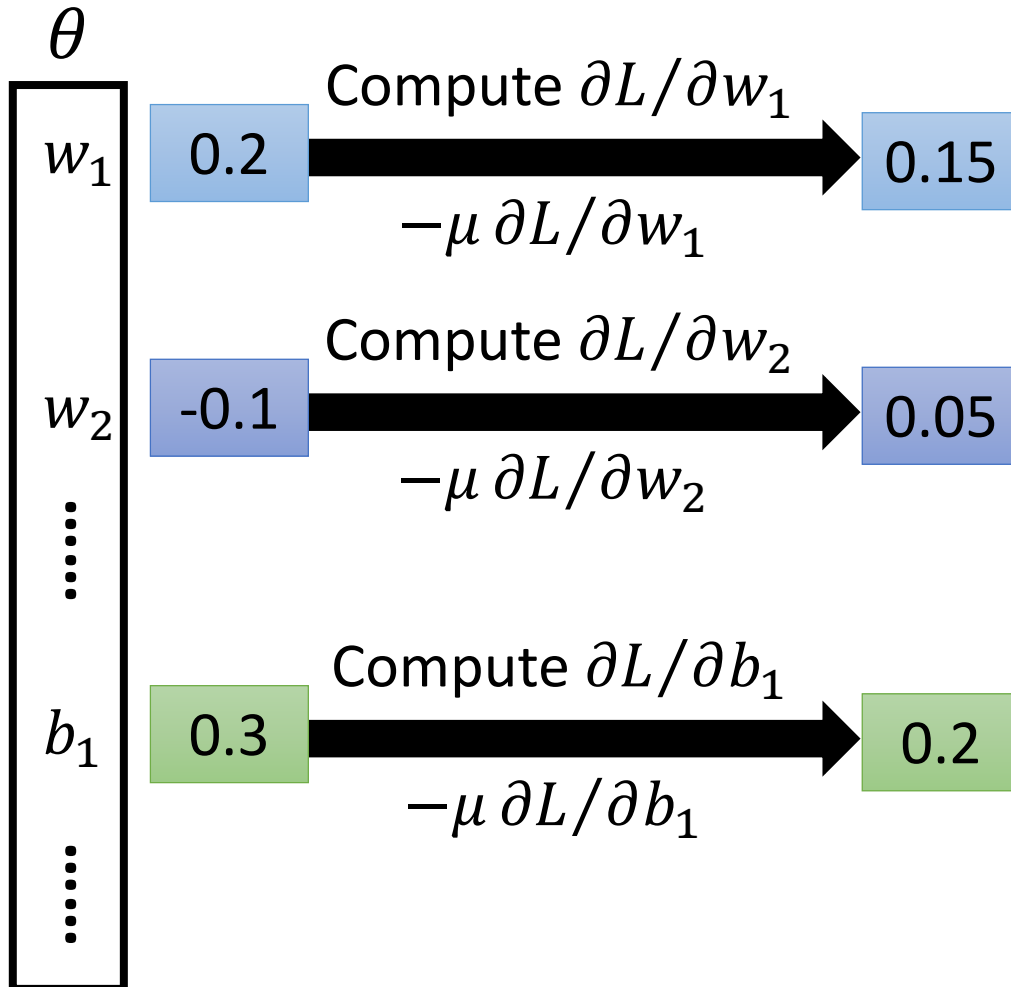 θ
Compute ∂L/∂w₁
w₁ 0.2 0.15
−μ ∂L/∂w₁
Compute ∂L/∂w₂
w₂ -0.1 0.05
−μ ∂L/∂w₂
......
Compute ∂L/∂b₁
b₁ 0.3 0.2
−μ ∂L/∂b₁
......